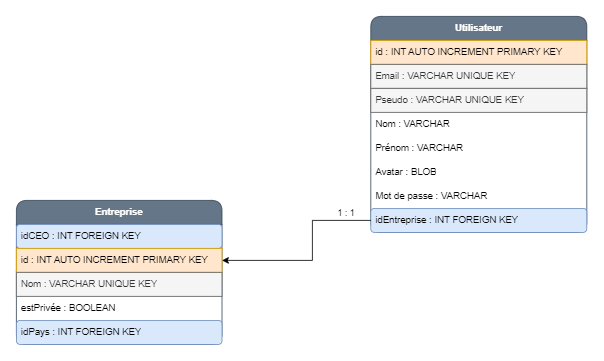 Utilisateur
id : INT AUTO INCREMENT PRIMARY KEY
Email : VARCHAR UNIQUE KEY
Pseudo : VARCHAR UNIQUE KEY
Nom : VARCHAR
Prénom : VARCHAR
Avatar : BLOB
Mot de passe : VARCHAR
idEntreprise : INT FOREIGN KEY
1 : 1
Entreprise
idCEO : INT FOREIGN KEY
id : INT AUTO INCREMENT PRIMARY KEY
Nom : VARCHAR UNIQUE KEY
estPrivée : BOOLEAN
idPays : INT FOREIGN KEY